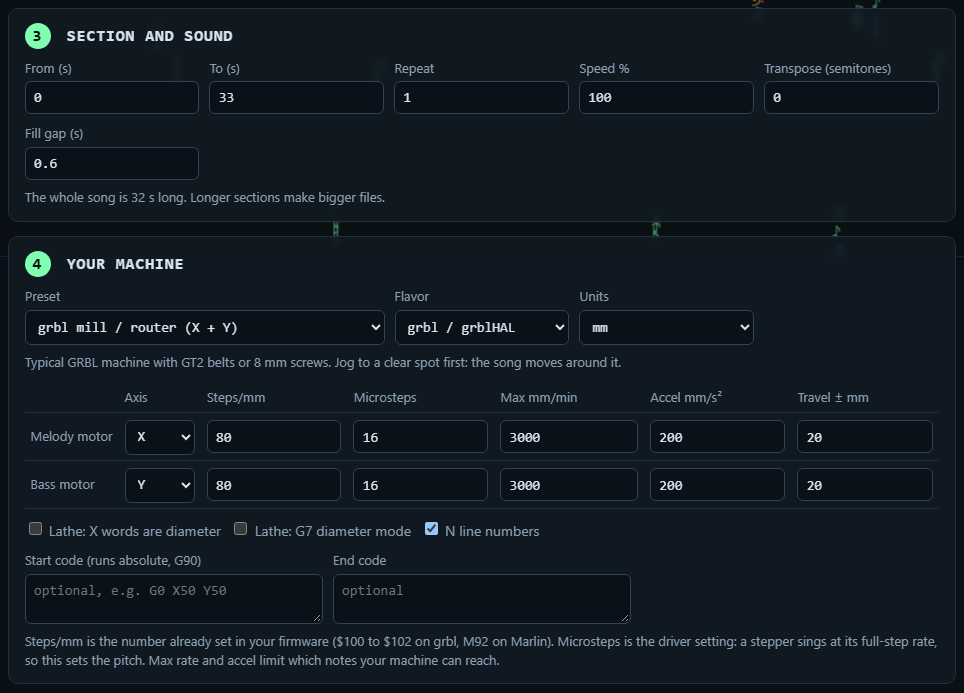 3 SECTION AND SOUND
From (s) To (s) Repeat Speed % Transpose (semitones)
0 33 1 100 0
Fill gap (s)
0.6
The whole song is 32 s long. Longer sections make bigger files.
4 YOUR MACHINE
Preset Flavor Units
grbl mill / router (X + Y) grbl / grblHAL mm
Typical GRBL machine with GT2 belts or 8 mm screws. Jog to a clear spot first: the song moves around it.
Axis Steps/mm Microsteps Max mm/min Accel mm/s² Travel ± mm
Melody motor X 80 16 3000 200 20
Bass motor Y 80 16 3000 200 20
Lathe: X words are diameter Lathe: G7 diameter mode N line numbers
Start code (runs absolute, G90) End code
optional, e.g. G0 X50 Y50 optional
Steps/mm is the number already set in your firmware ($100 to $102 on grbl, M92 on Marlin). Microsteps is the driver setting: a stepper sings at its full-step rate,
so this sets the pitch. Max rate and accel limit which notes your machine can reach.